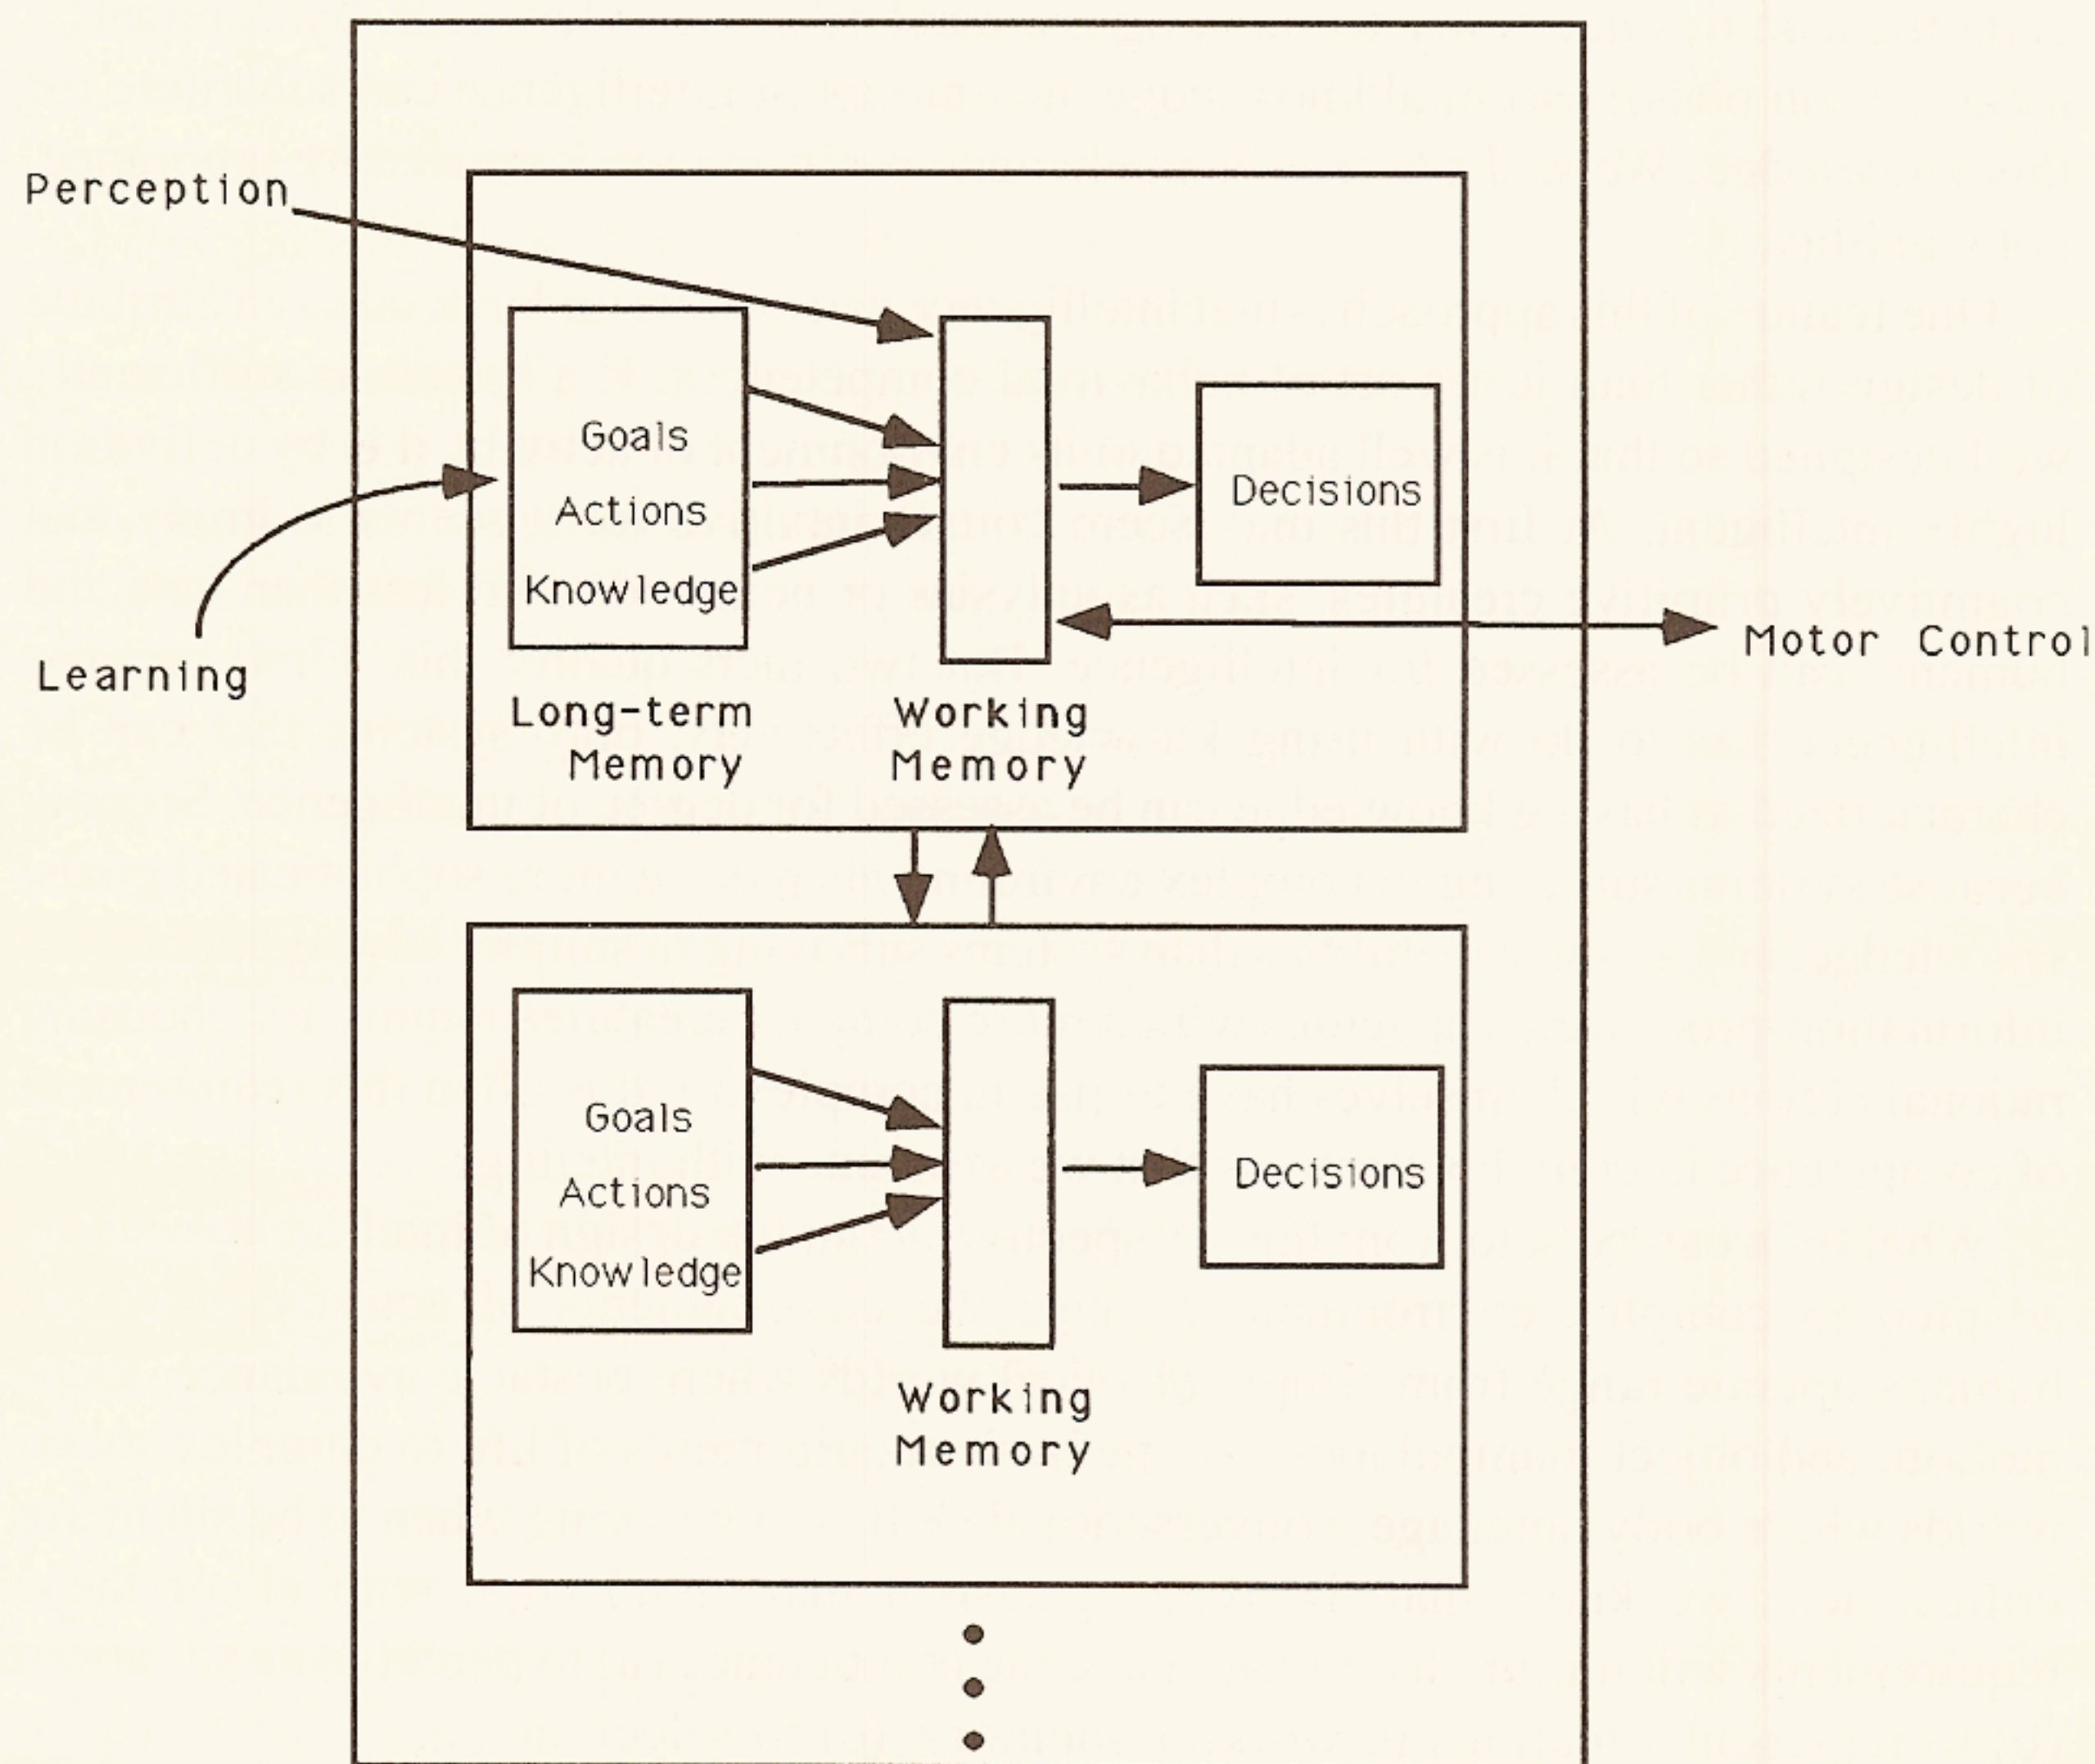 Perception
Goals
Actions
Decisions
Knowledge
Motor Control
Learning
Long-term
Memory
Working
Memory
Goals
Actions
Decisions
Knowledge
Working
Memory